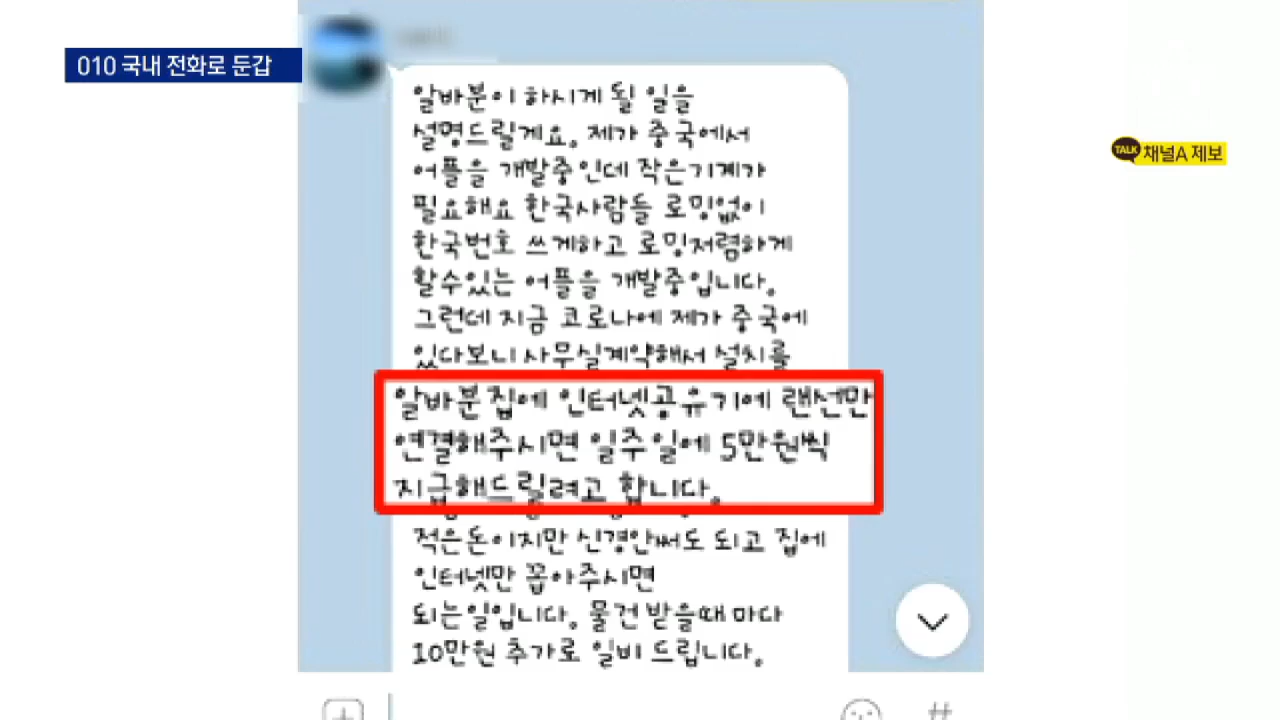 010 국내 전화로 둔갑
TALK 채널A 제보
알바분이 하시게 될 일을
설명드릴게요. 제가 중국에서
어플을 개발중인데 작은기계가
필요해요 한국사람들 로밍없이
한국번호 쓰게하고 로밍저렴하게
할수있는 어플을 개발중입니다.
그런데 지금 코로나에 제가 중국에
있다보니 사무실계약해서 설치를
알바분집에 인터넷공유기에 랜선만
연결해주시면 일주일에 5만원씩
지급해드릴려고 합니다.
적은돈이지만 신경안써도 되고 집에
인터넷만 꼽아주시면
되는일입니다. 물건 받을때 마다
10만원 추가로 일비 드립니다.
#